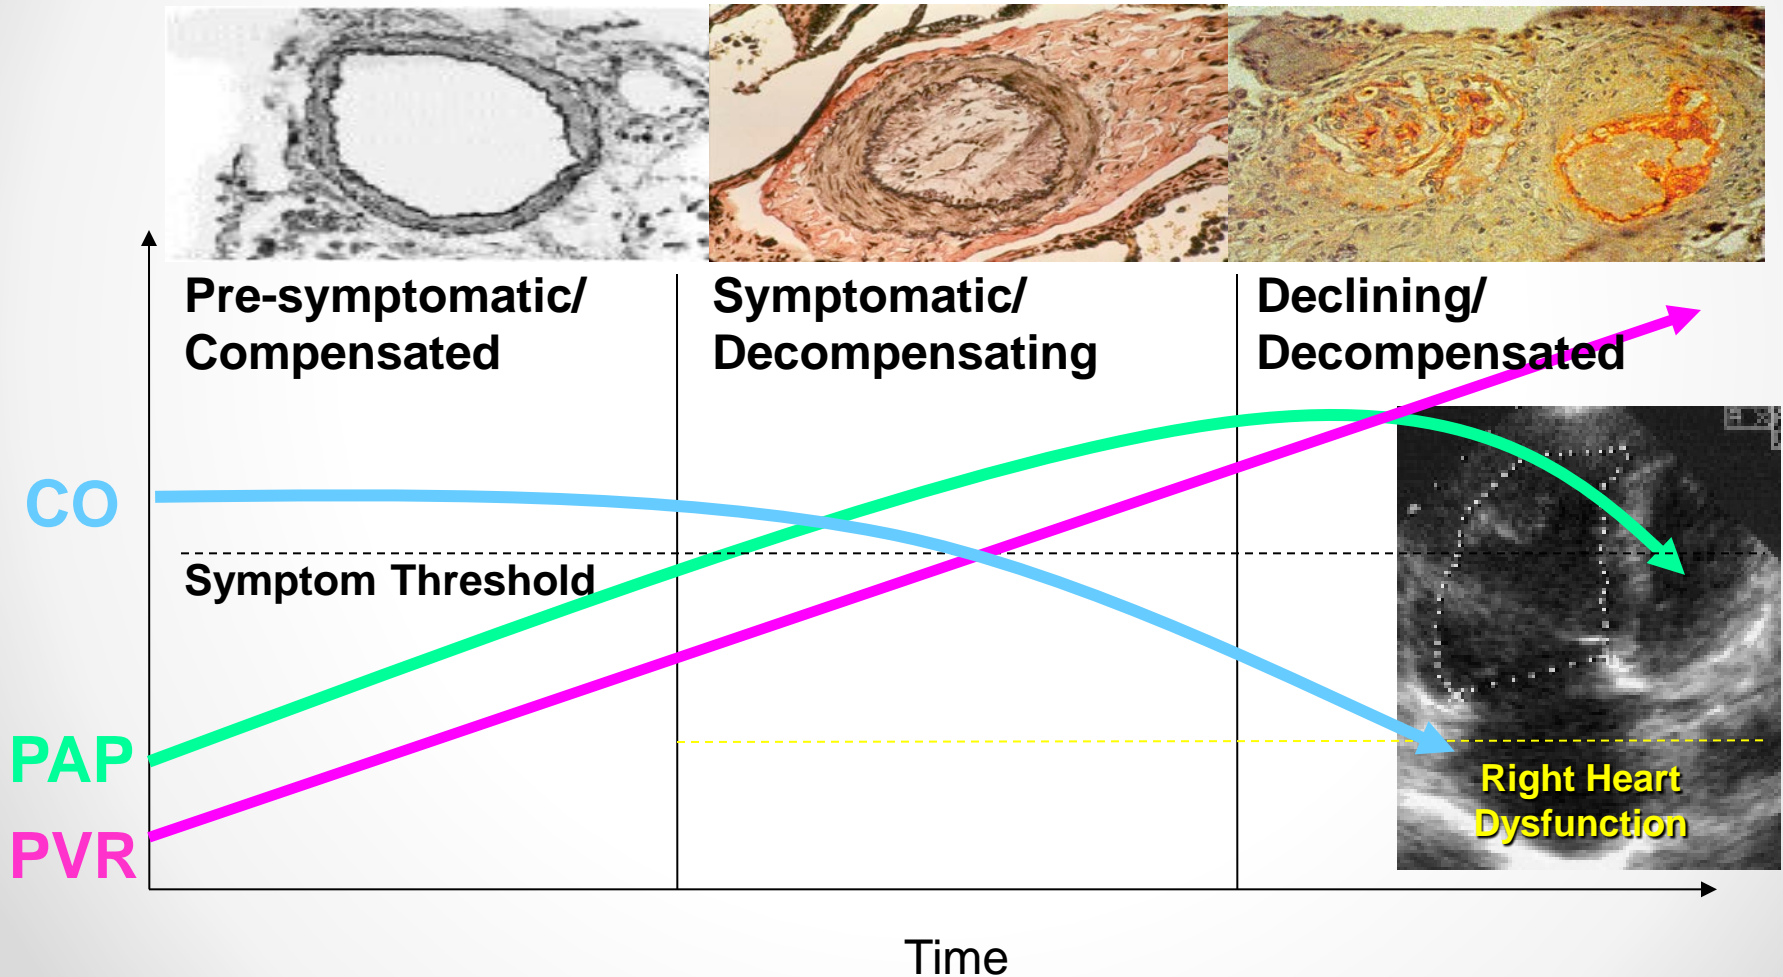 Pre-symptomatic/
Compensated
Symptomatic/
Decompensating
Declining/
Decompensated
CO
Symptom Threshold
PAP
PVR
Right Heart
Dysfunction
Time